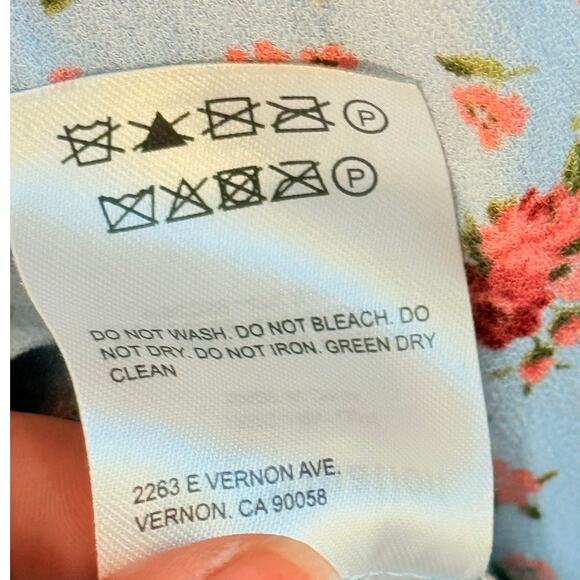 P
P
DO NOT WASH. DO NOT BLEACH. DO
NOT DRY. DO NOT IRON. GREEN DRY
CLEAN
2263 E VERNON AVE.
VERNON. CA 90058